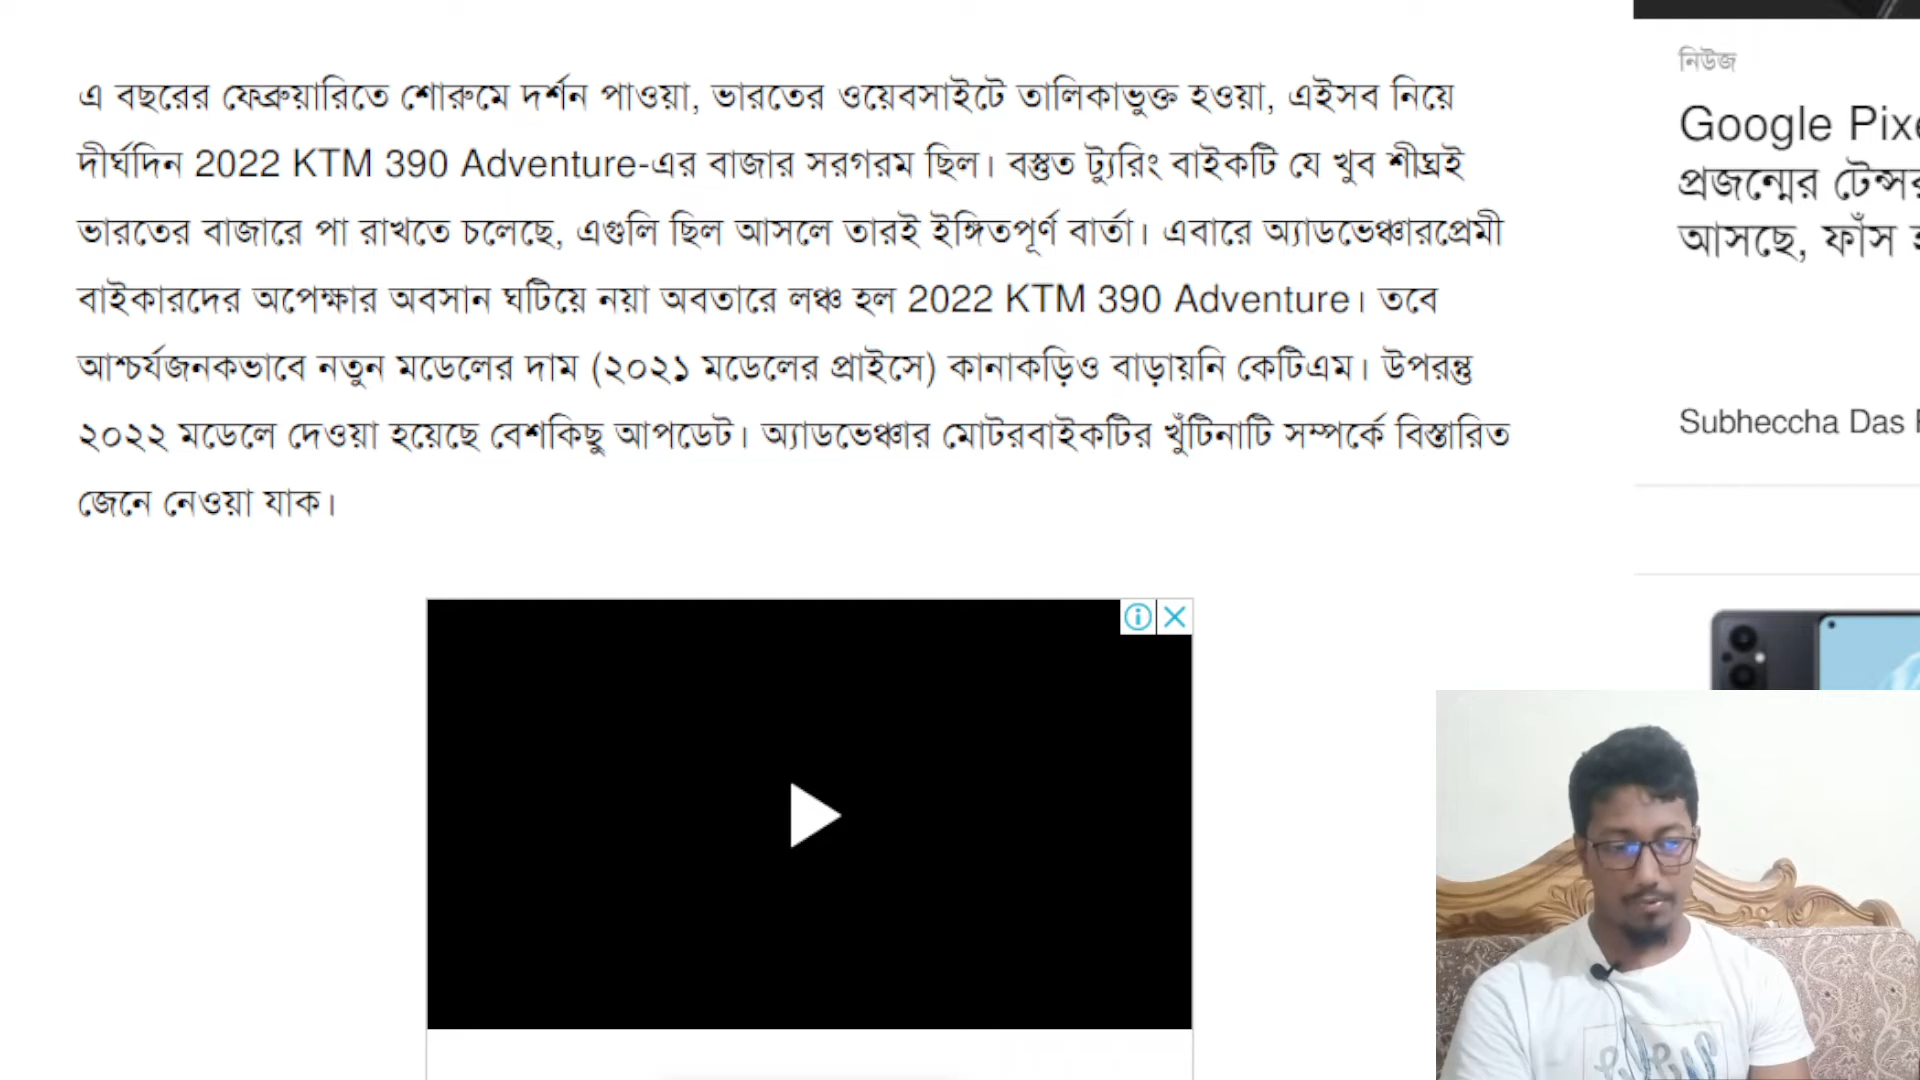 এ বছরের ফেব্রুয়ারিতে শোরুমে দর্শন পাওয়া, ভারতের ওয়েবসাইটে তালিকাভুক্ত হওয়া, এইসব নিয়ে
দীর্ঘদিন 2022 KTM 390 Adventure-এর বাজার সরগরম ছিল। বস্তুত ট্যুরিং বাইকটি যে খুব শীঘ্রই
ভারতের বাজারে পা রাখতে চলেছে, এগুলি ছিল আসলে তারই ইঙ্গিতপূর্ণ বার্তা। এবারে অ্যাডভেঞ্চারপ্রেমী
বাইকারদের অপেক্ষার অবসান ঘটিয়ে নয়া অবতারে লঞ্চ হল 2022 KTM 390 Adventure। তবে
আশ্চর্যজনকভাবে নতুন মডেলের দাম (২০২১ মডেলের প্রাইসে) কানাকড়িও বাড়ায়নি কেটিএম। উপরন্তু
২০২২ মডেলে দেওয়া হয়েছে বেশকিছু আপডেট। অ্যাডভেঞ্চার মোটরবাইকটির খুঁটিনাটি সম্পর্কে বিস্তারিত
জেনে নেওয়া যাক।
নিউজ
Google
প্রজন্মের
আসছে, ফাঁস
Subheccha Das